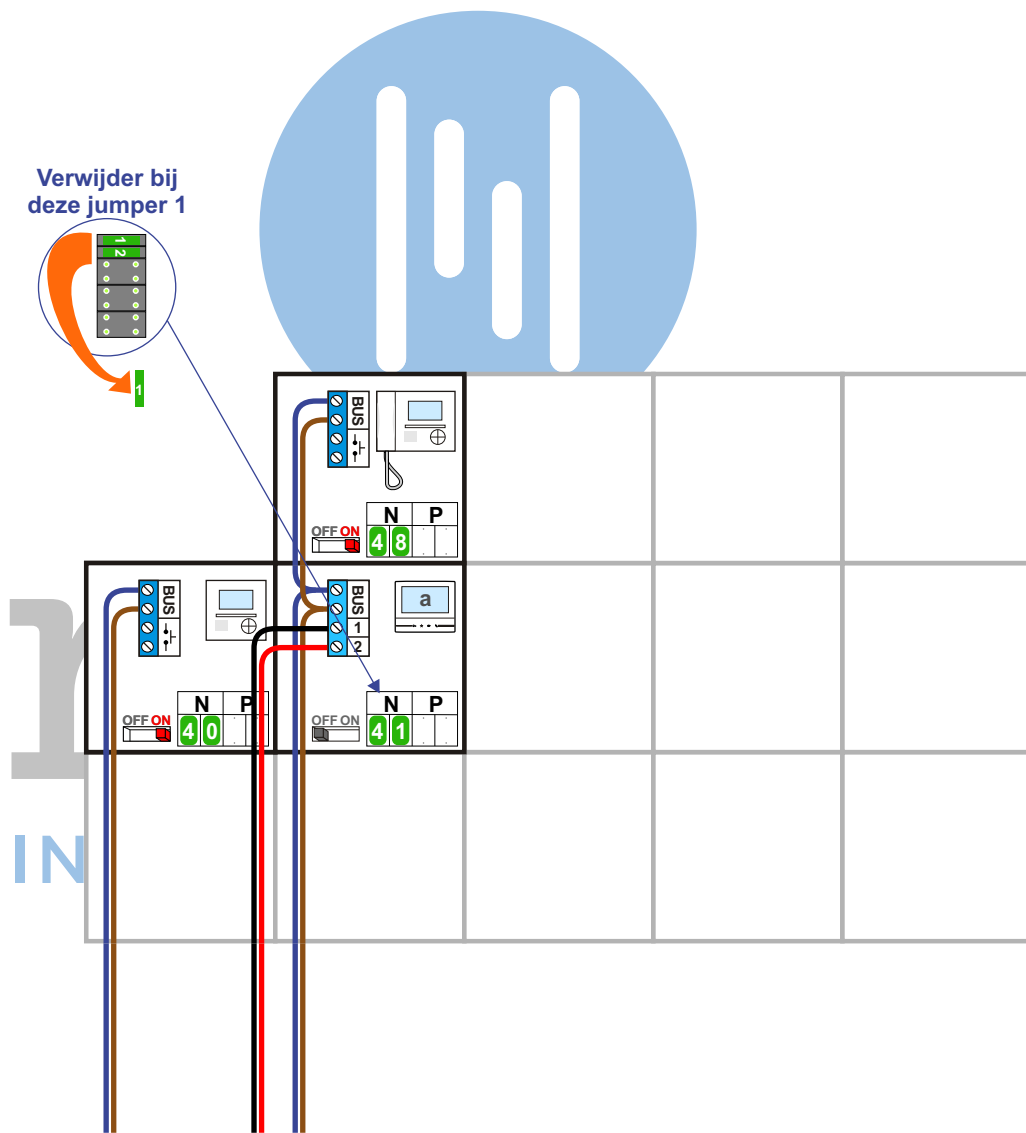 Verwijder bij
deze jumper 1
1
2
1
BUS
N P
OFF ON
4 8
BUS
BUS
1
2
a
N P
OFF ON
4 0
N P
OFF ON
4 1
IN